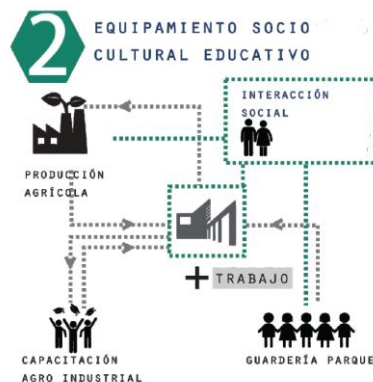 2
EQUIPAMIENTO SOCIO
CULTURAL EDUCATIVO
INTERACCIÓN
SOCIAL
PRODUCCIÓN
AGRÍCOLA
+ TRABAJO
CAPACITACIÓN
AGRO INDUSTRIAL
GUARDERÍA PARQUE